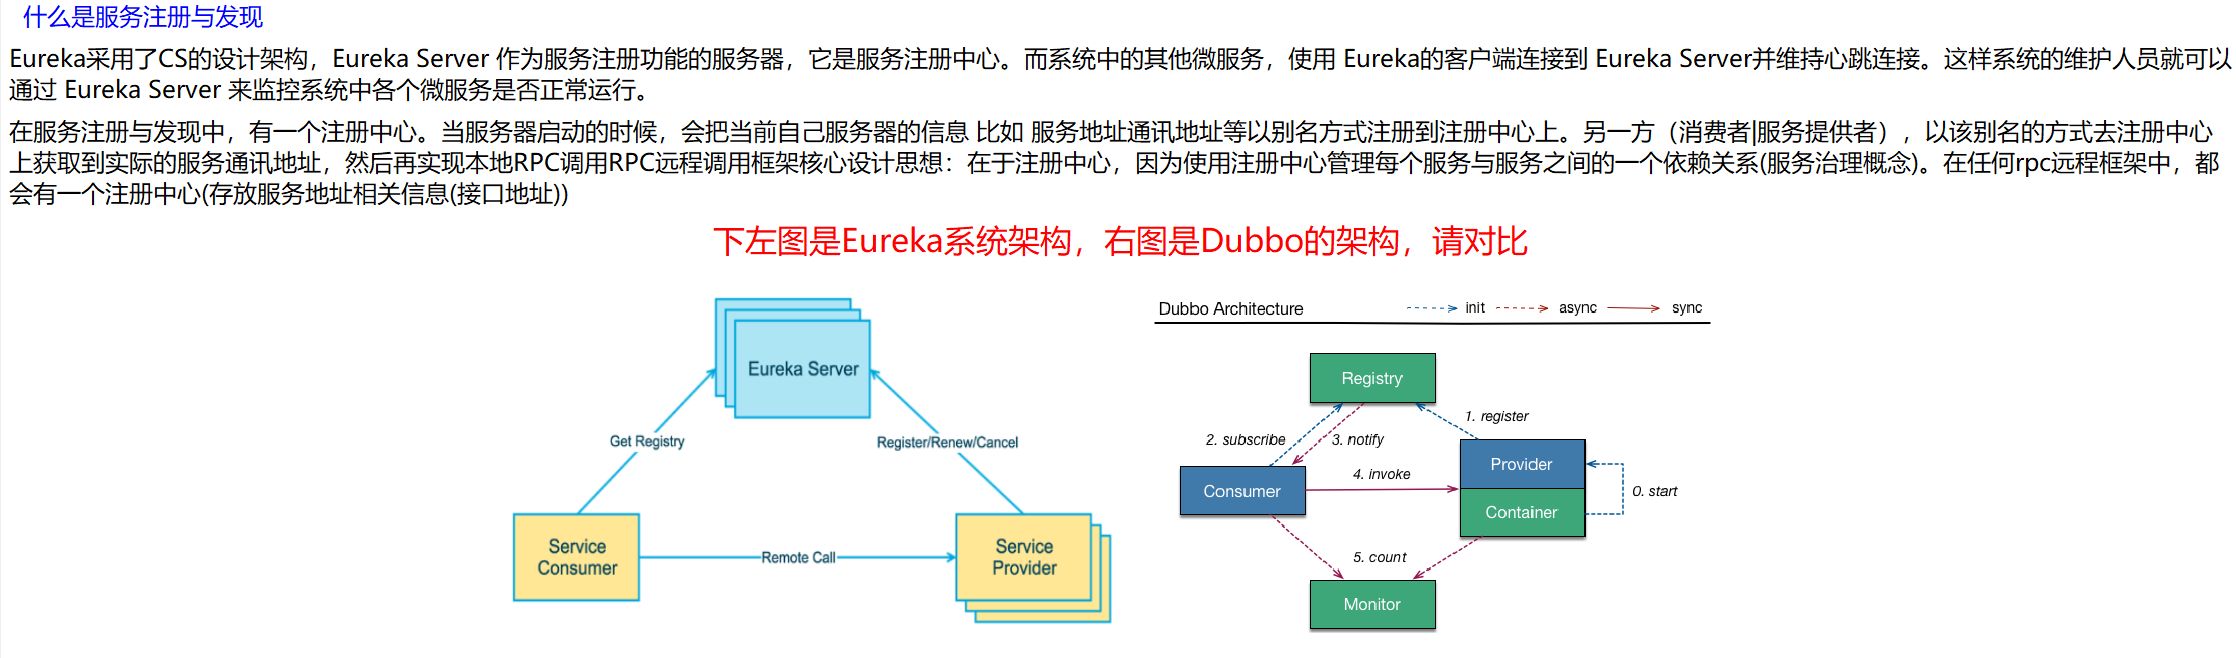 什么是服务注册与发现
Eureka采用了CS的设计架构，Eureka Server 作为服务注册功能的服务器，它是服务注册中心。而系统中的其他微服务，使用 Eureka的客户端连接到 Eureka Server并维持心跳连接。这样系统的维护人员就可以
通过 Eureka Server 来监控系统中各个微服务是否正常运行。
在服务注册与发现中，有一个注册中心。当服务器启动的时候，会把当前自己服务器的信息 比如 服务地址通讯地址等以别名方式注册到注册中心上。另一方（消费者|服务提供者），以该别名的方式去注册中心
上获取到实际的服务通讯地址，然后再实现本地RPC调用RPC远程调用框架核心设计思想：在于注册中心，因为使用注册中心管理每个服务与服务之间的一个依赖关系(服务治理概念)。在任何rpc远程框架中，都
会有一个注册中心(存放服务地址相关信息(接口地址))
下左图是Eureka系统架构，右图是Dubbo的架构，请对比
Eureka Server
Get Registry
Register/Renew/Cancel
Service
Consumer
Remote Call
Service
Provider
Dubbo Architecture
init
async
sync
Registry
1. register
2. subscribe
3. notify
Provider
4. invoke
Consumer
0. start
Container
5. count
Monitor